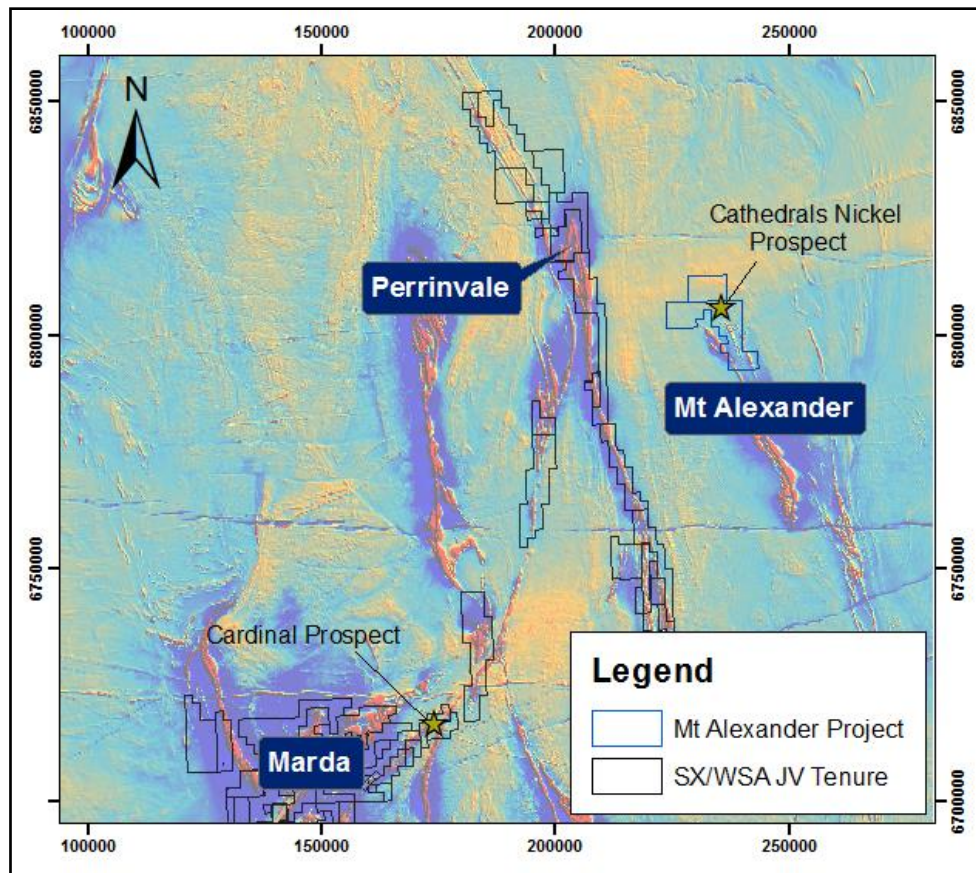 100000 150000 200000 250000
N
6850000
6850000
Cathedrals Nickel
Prospect
Perrinvale
6800000
6800000
Mt Alexander
6750000
6750000
Cardinal Prospect
Legend
Mt Alexander Project
SX/WSA JV Tenure
Marda
6700000
6700000
100000 150000 200000 250000